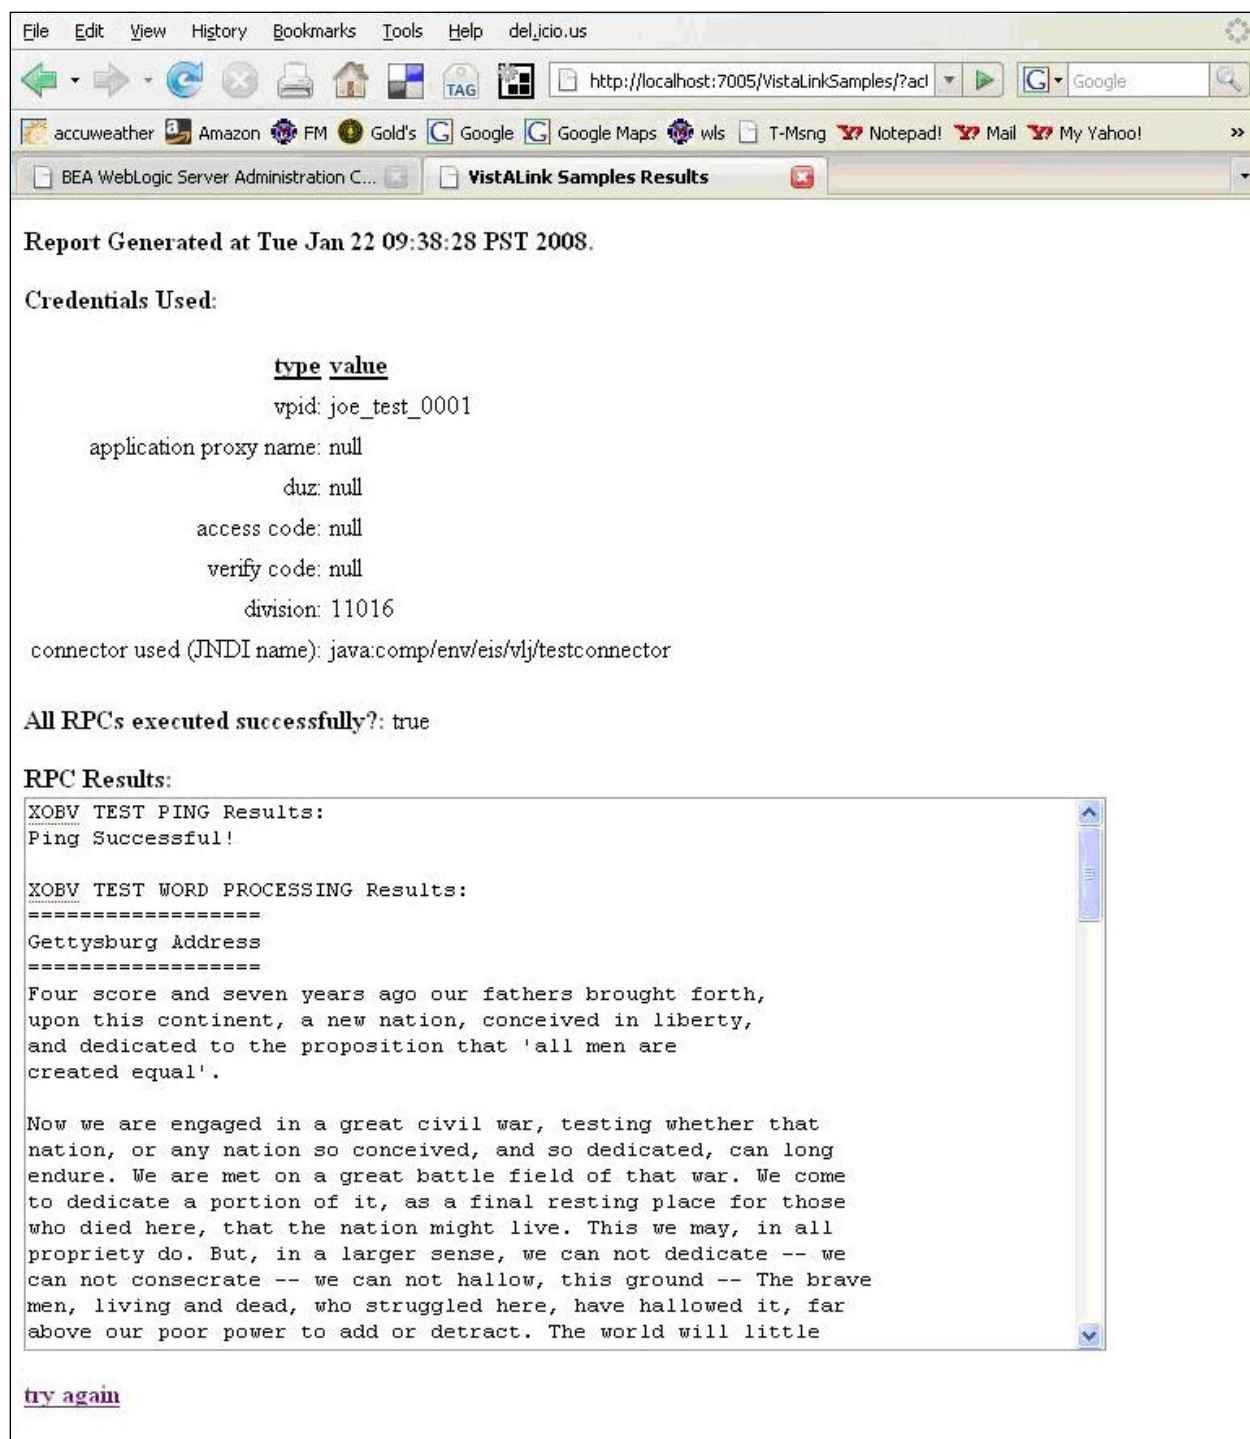 File Edit View History Bookmarks Tools Help del.icio.us
TAG http://localhost:7005/VistaLinkSamples/?acl G Google
accuweather Amazon FM Gold's Google Google Maps wls T-Msng Notepad! Mail My Yahoo! »
BEA WebLogic Server Administration C... VistALink Samples Results
Report Generated at Tue Jan 22 09:38:28 PST 2008.
Credentials Used:
type value
vpid: joe_test_0001
application proxy name: null
duz: null
access code: null
verify code: null
division: 11016
connector used (JNDI name): java:comp/env/eis/vlj/testconnector
All RPCs executed successfully?: true
RPC Results:
XOBV TEST PING Results:
Ping Successful!
XOBV TEST WORD PROCESSING Results:
==================
Gettysburg Address
==================
Four score and seven years ago our fathers brought forth,
upon this continent, a new nation, conceived in liberty,
and dedicated to the proposition that 'all men are
created equal'.
Now we are engaged in a great civil war, testing whether that
nation, or any nation so conceived, and so dedicated, can long
endure. We are met on a great battle field of that war. We come
to dedicate a portion of it, as a final resting place for those
who died here, that the nation might live. This we may, in all
propriety do. But, in a larger sense, we can not dedicate -- we
can not consecrate -- we can not hallow, this ground -- The brave
men, living and dead, who struggled here, have hallowed it, far
above our poor power to add or detract. The world will little
try again